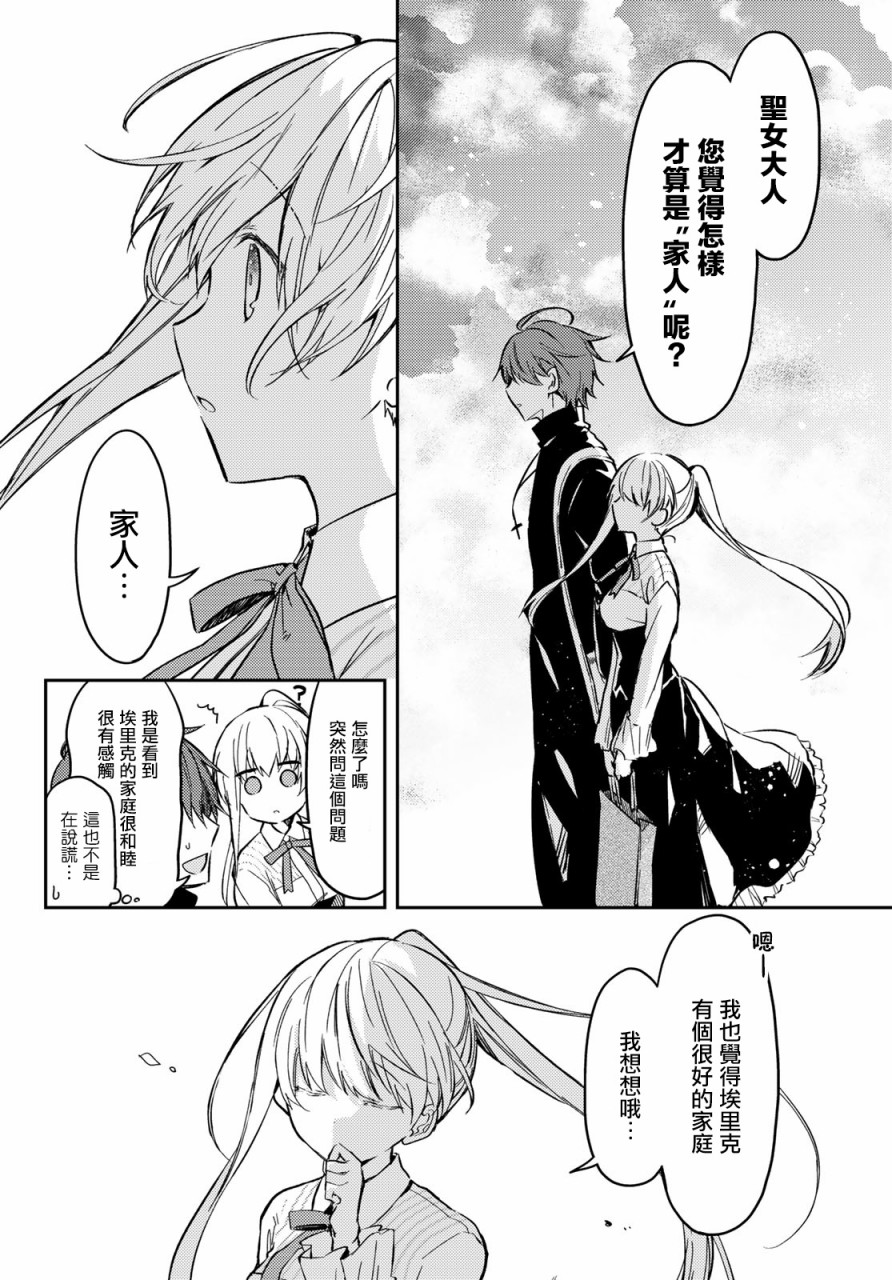 聖女大人
您覺得怎樣
才算是"家人"呢？
家人…
怎麼了嗎
突然問這個問題
？
我是看到
埃里克的家庭很和睦
很有感觸
這也不是
在說謊…
嗯—
我也覺得埃里克
有個很好的家庭
我想想哦…